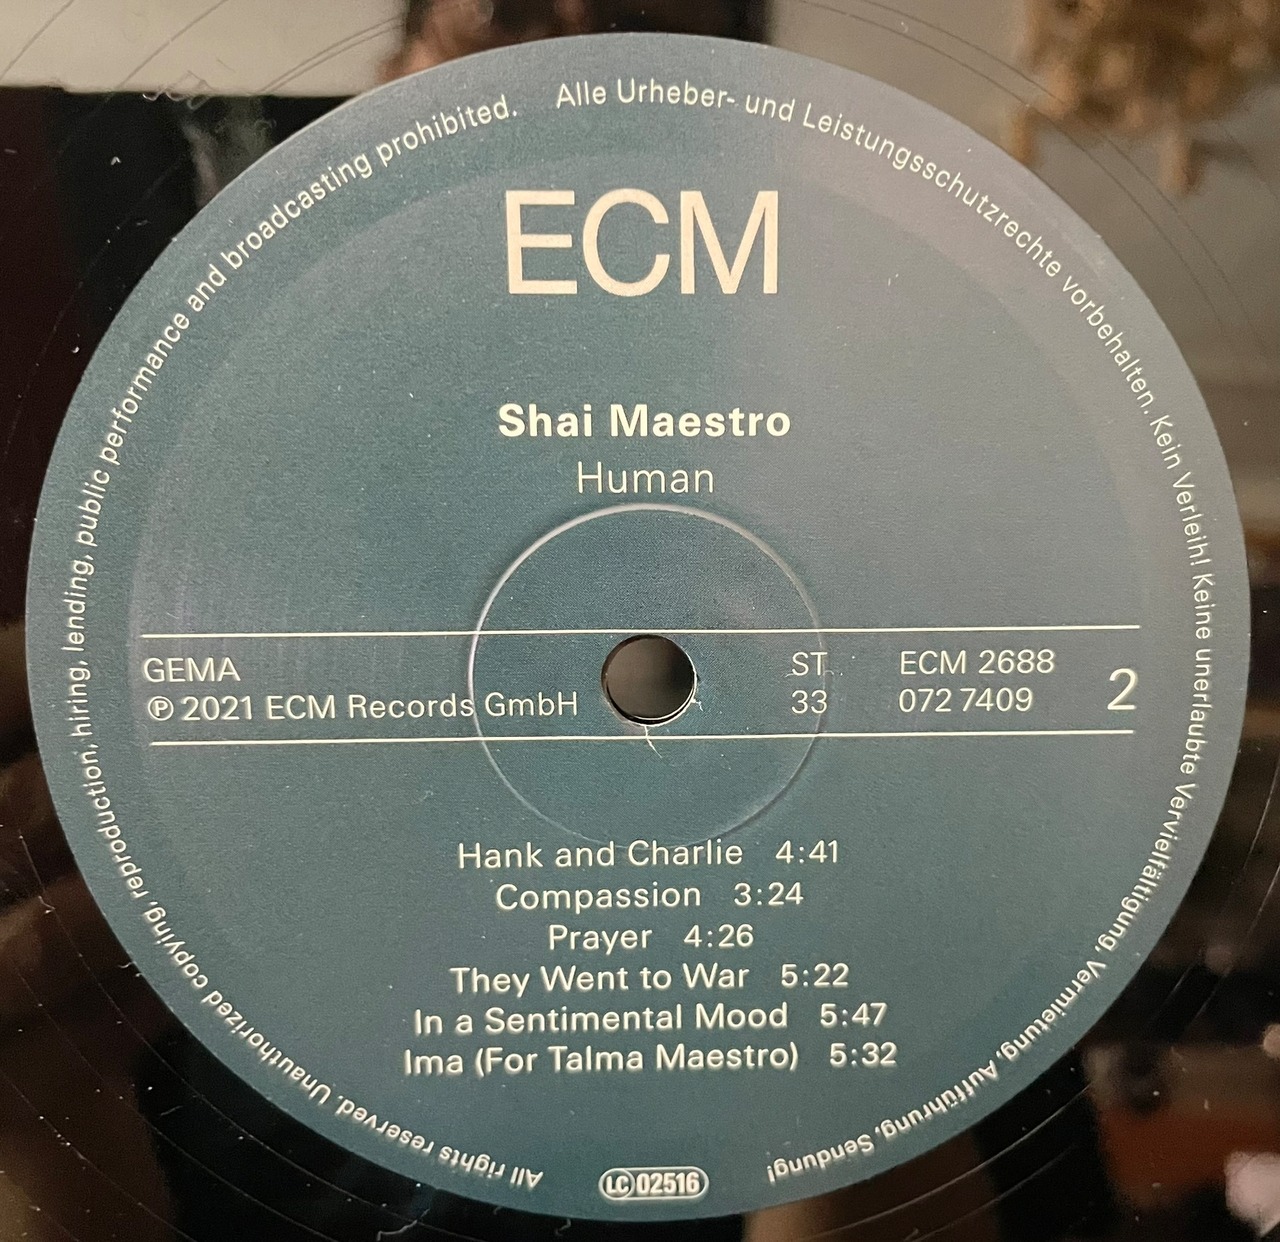 ECM
Shai Maestro
Human
GEMA
℗ 2021 ECM Records GmbH
ST
33
ECM 2688
072 7409
2
Hank and Charlie 4:41
Compassion 3:24
Prayer 4:26
They Went to War 5:22
In a Sentimental Mood 5:47
Ima (For Talma Maestro) 5:32
LC 02516
Alle Urheber- und Leistungsschutzrechte vorbehalten. Kein Verleih! Keine unerlaubte Vervielfältigung, Vermietung, Aufführung, Sendung!
All rights reserved. Unauthorized copying, reproduction, hiring, lending, public performance and broadcasting prohibited.